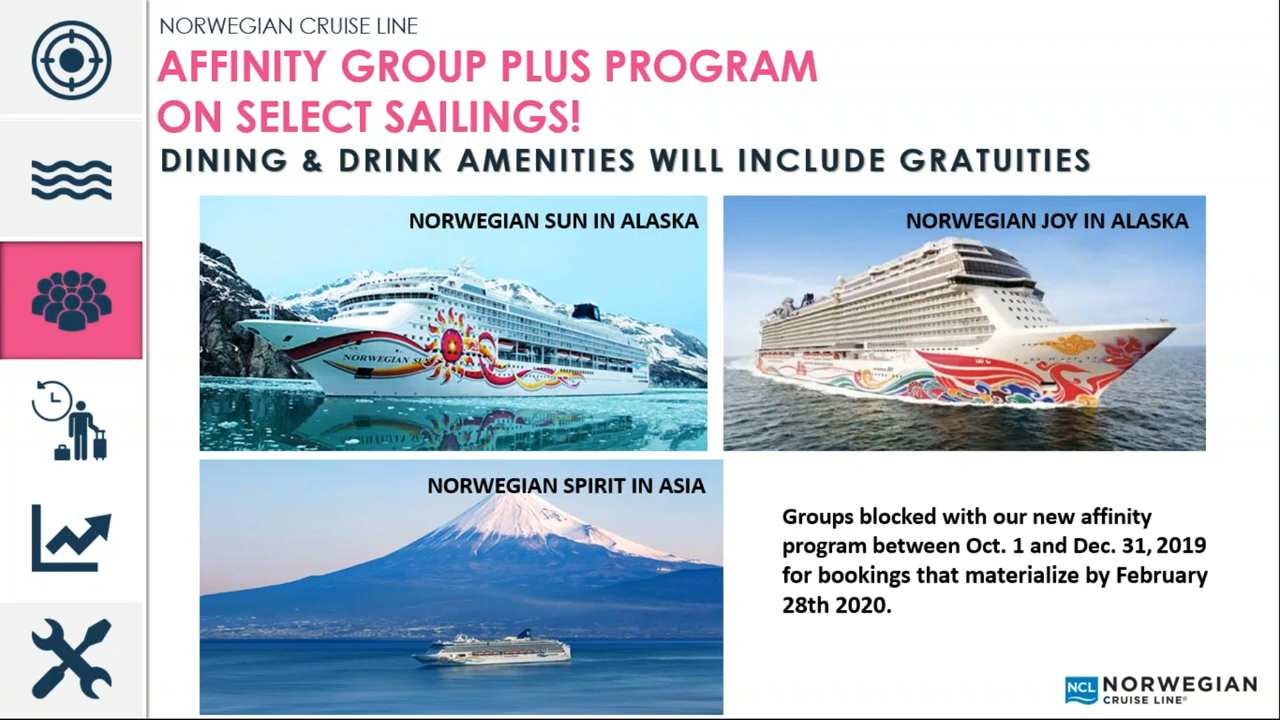 NORWEGIAN CRUISE LINE
AFFINITY GROUP PLUS PROGRAM
ON SELECT SAILINGS!
DINING & DRINK AMENITIES WILL INCLUDE GRATUITIES
NORWEGIAN SUN IN ALASKA
NORWEGIAN JOY IN ALASKA
NORWEGIAN SUN
NORWEGIAN SPIRIT IN ASIA
Groups blocked with our new affinity
program between Oct. 1 and Dec. 31, 2019
for bookings that materialize by February
28th 2020.
NCL NORWEGIAN
CRUISE LINE®